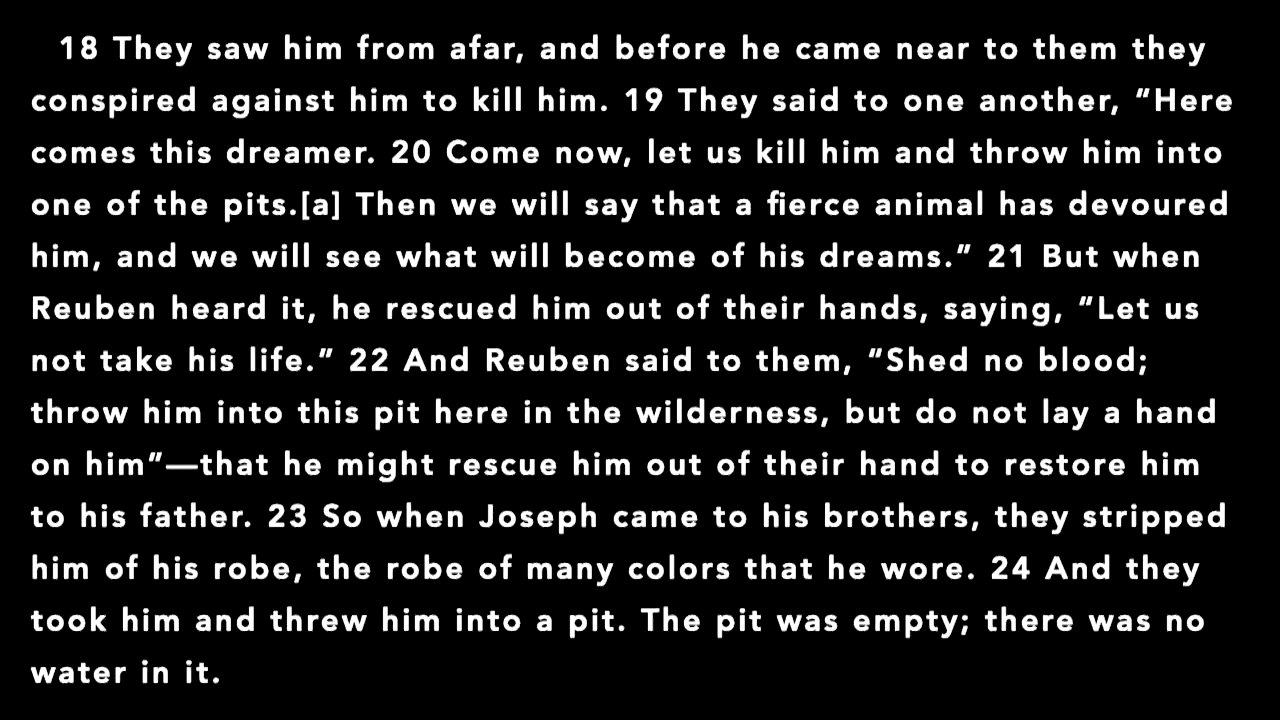 18 They saw him from afar, and before he came near to them they
conspired against him to kill him. 19 They said to one another, ”Here
comes this dreamer. 20 Come now, let us kill him and throw him into
one of the pits.[a] Then we will say that a fierce animal has devoured
him, and we will see what will become of his dreams.” 21 But when
Reuben heard it, he rescued him out of their hands, saying, ”Let us
not take his life.” 22 And Reuben said to them, ”Shed no blood;
throw him into this pit here in the wilderness, but do not lay a hand
on him”—that he might rescue him out of their hand to restore him
to his father. 23 So when Joseph came to his brothers, they stripped
him of his robe, the robe of many colors that he wore. 24 And they
took him and threw him into a pit. The pit was empty; there was no
water in it.